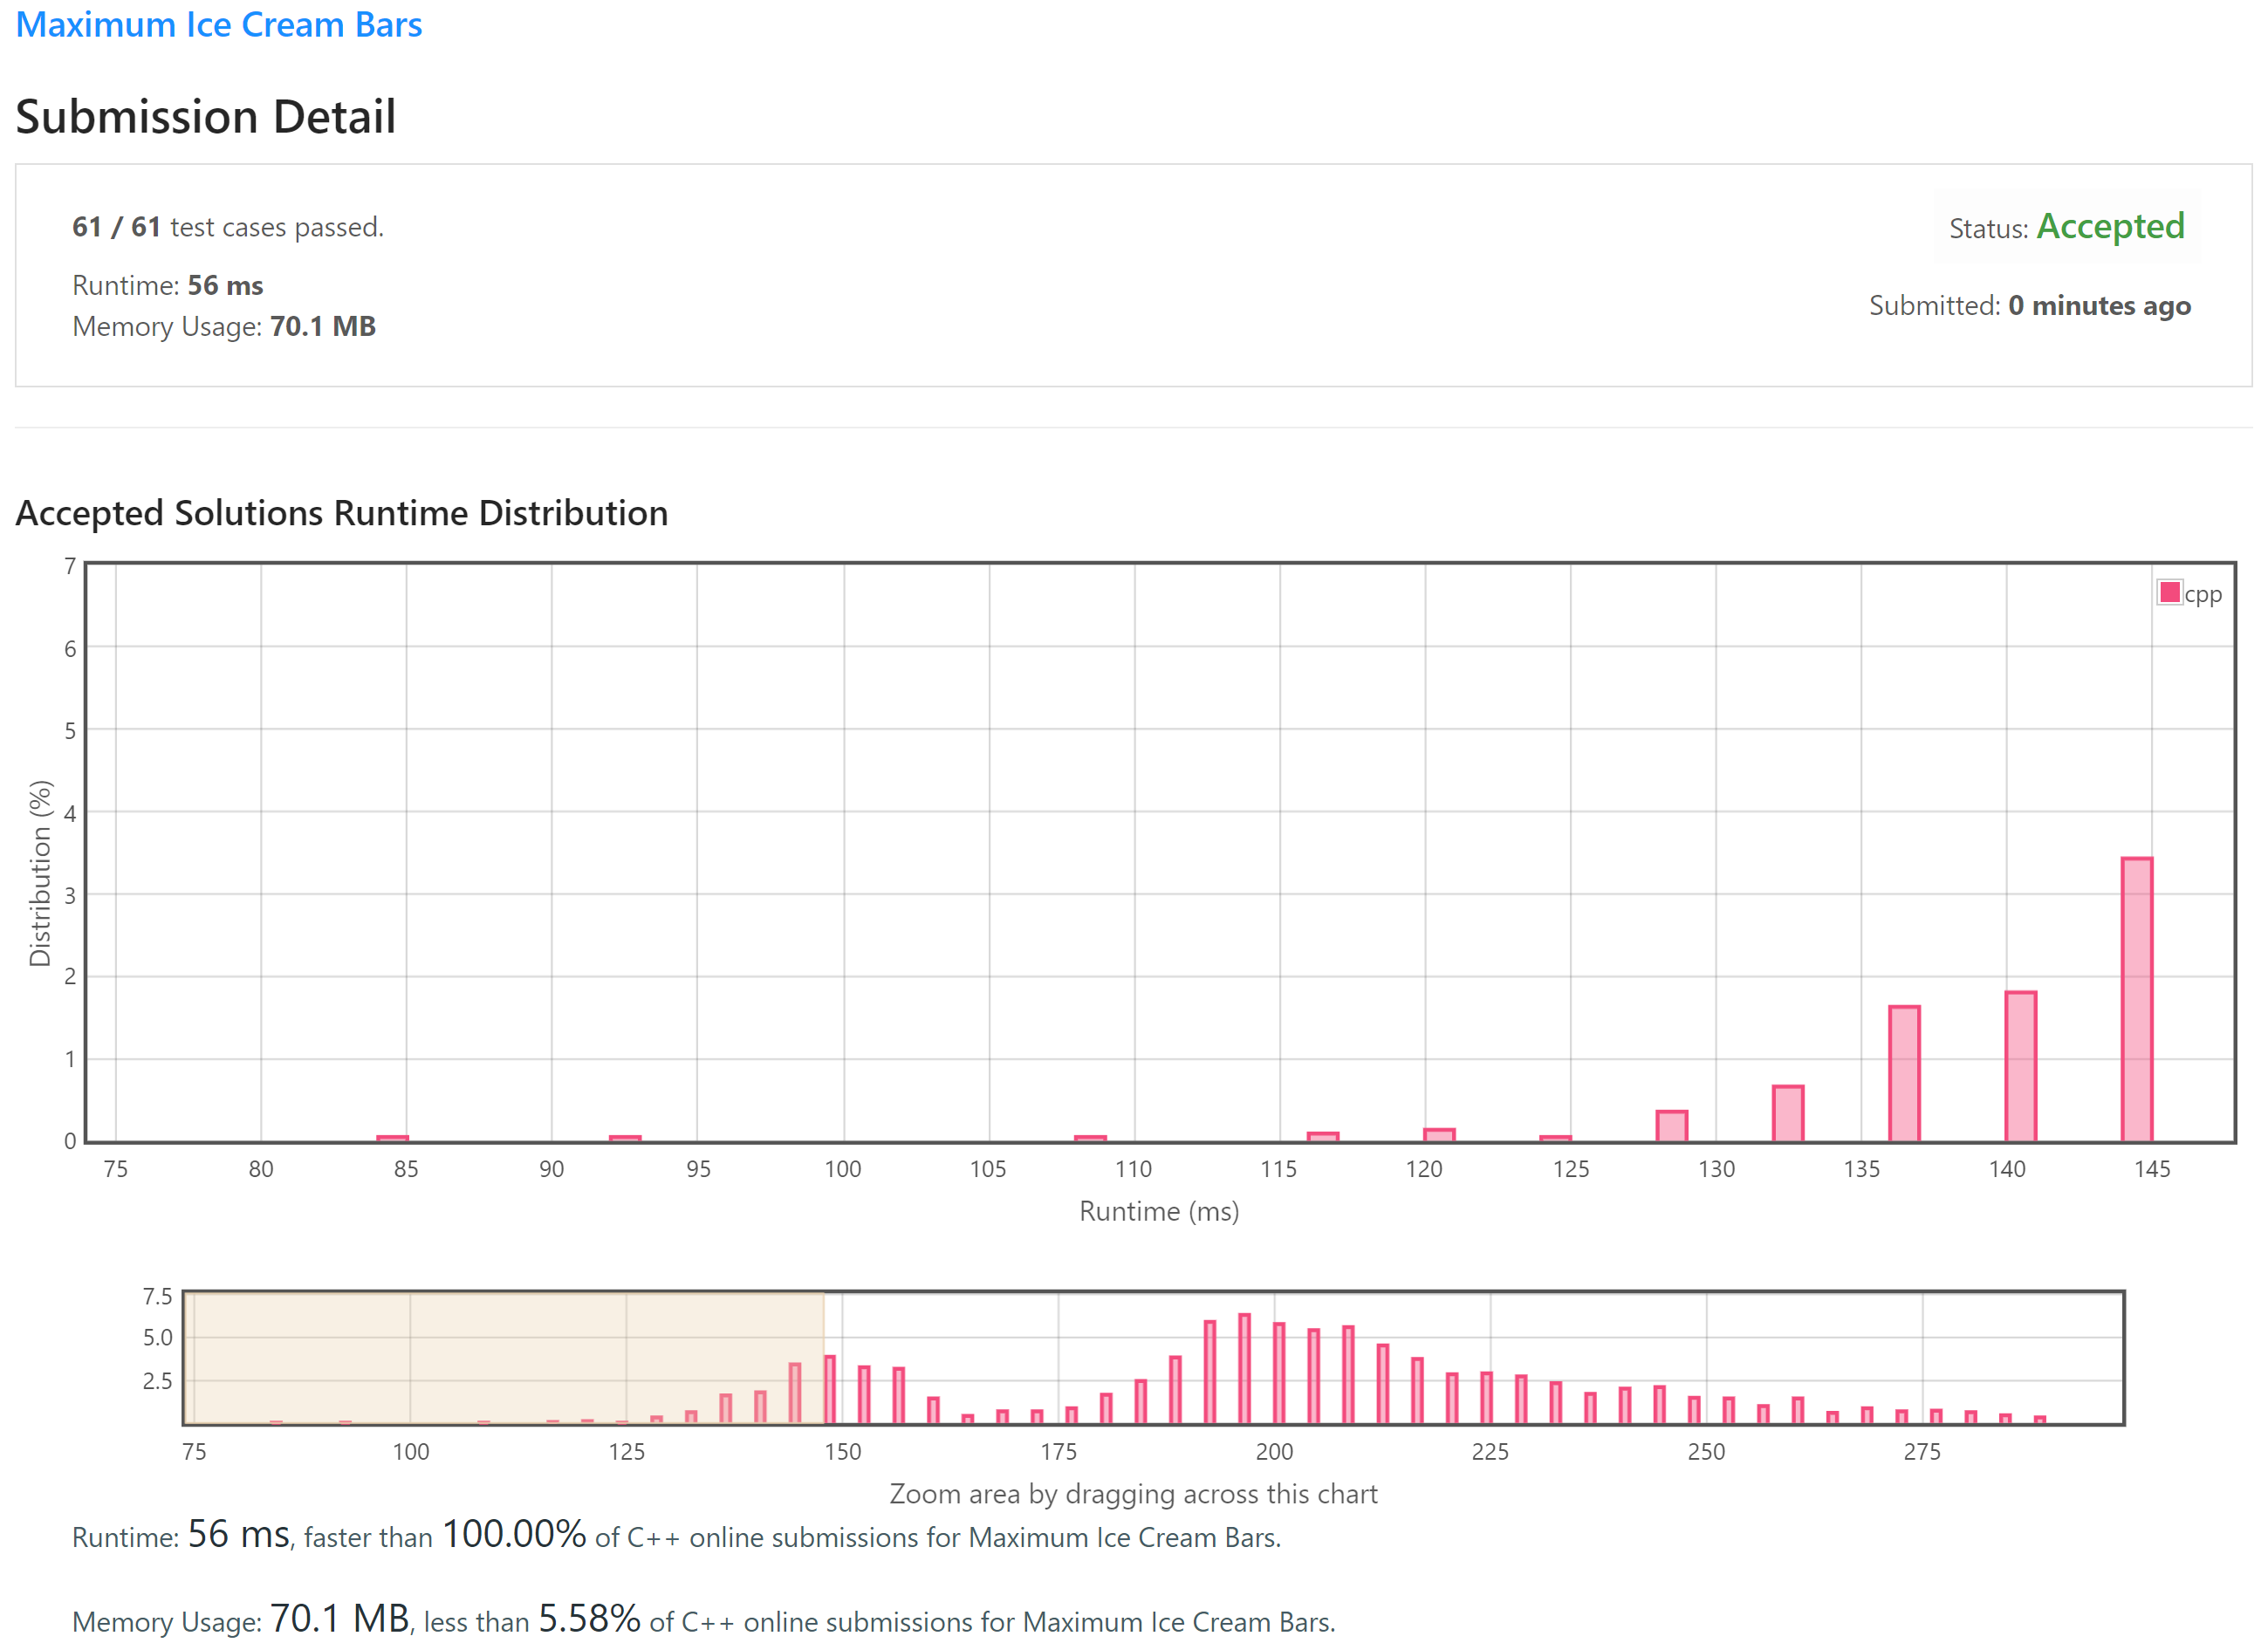 Maximum Ice Cream Bars
Submission Detail
61 / 61 test cases passed.
Status: Accepted
Runtime: 56 ms
Submitted: 0 minutes ago
Memory Usage: 70.1 MB
Accepted Solutions Runtime Distribution
7
cpp
6
5
4
3
2
1
0
Distribution (%)
75 80 85 90 95 100 105 110 115 120 125 130 135 140 145
Runtime (ms)
7.5
5.0
2.5
75 100 125 150 175 200 225 250 275
Zoom area by dragging across this chart
Runtime: 56 ms, faster than 100.00% of C++ online submissions for Maximum Ice Cream Bars.
Memory Usage: 70.1 MB, less than 5.58% of C++ online submissions for Maximum Ice Cream Bars.